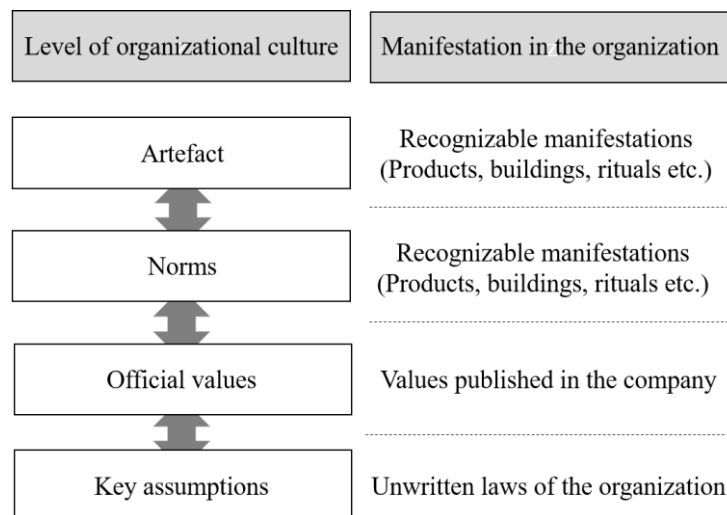 Level of organizational culture
Manifestation in the organization
Artefact
Recognizable manifestations
(Products, buildings, rituals etc.)
Norms
Recognizable manifestations
(Products, buildings, rituals etc.)
Official values
Values published in the company
Key assumptions
Unwritten laws of the organization